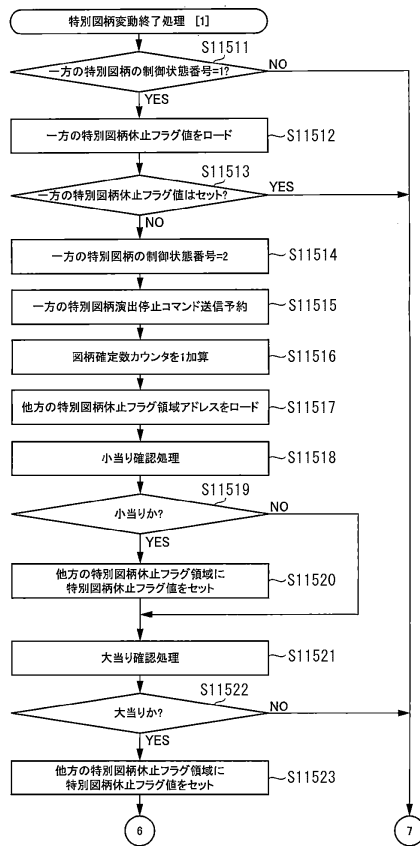 特別図柄変動終了処理 [1]
S11511
一方の特別図柄の制御状態番号=1?
NO
YES
一方の特別図柄休止フラグ値をロード
S11512
S11513
一方の特別図柄休止フラグ値はセット?
YES
NO
一方の特別図柄の制御状態番号=2
S11514
一方の特別図柄演出停止コマンド送信予約
S11515
図柄確定数カウンタを1加算
S11516
他方の特別図柄休止フラグ領域アドレスをロード
S11517
小当り確認処理
S11518
S11519
小当りか?
NO
YES
他方の特別図柄休止フラグ領域に
特別図柄休止フラグ値をセット
S11520
大当り確認処理
S11521
S11522
大当りか?
NO
YES
他方の特別図柄休止フラグ領域に
特別図柄休止フラグ値をセット
S11523
6
7